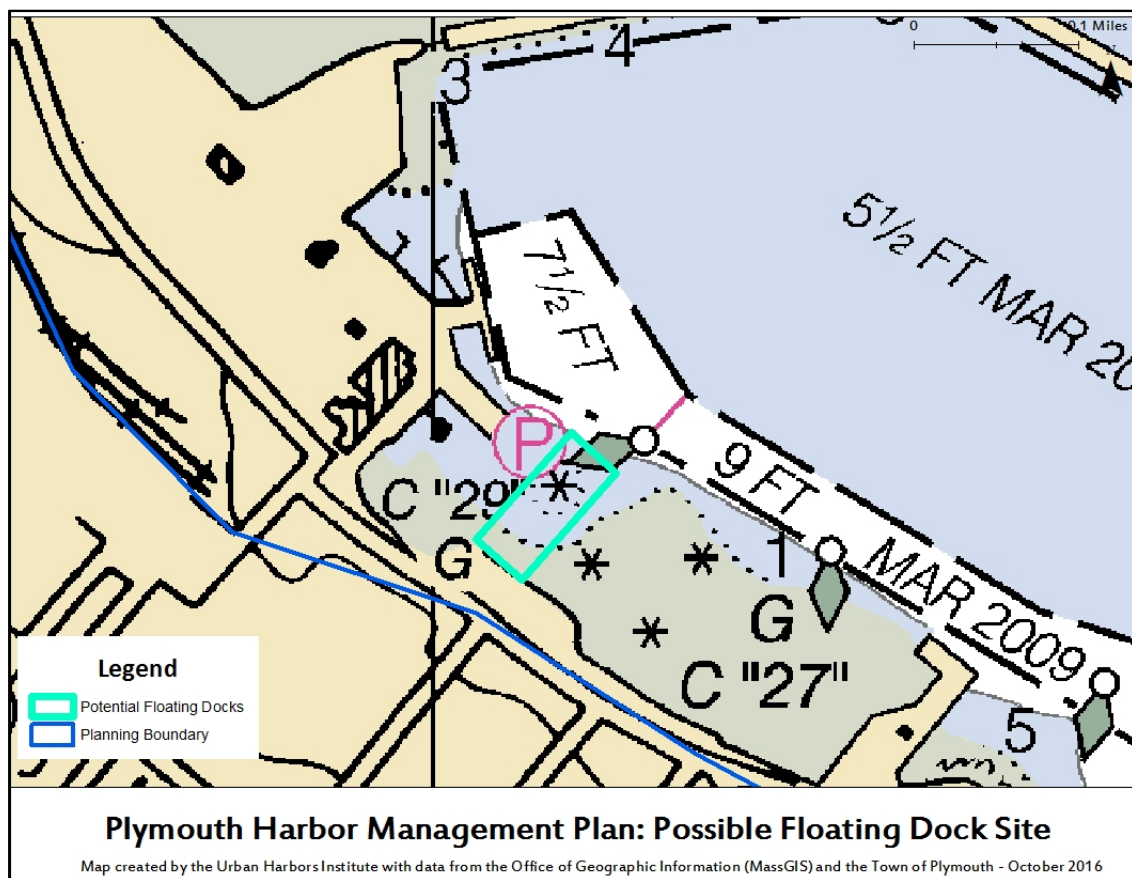 0
0.1 Miles
3
4
5½ FT MAR 20
7½ FT
P
C "29"
G
9 FT MAR 2009
1
G
C "27"
5
Legend
Potential Floating Docks
Planning Boundary
Plymouth Harbor Management Plan: Possible Floating Dock Site
Map created by the Urban Harbors Institute with data from the Office of Geographic Information (MassGIS) and the Town of Plymouth - October 2016